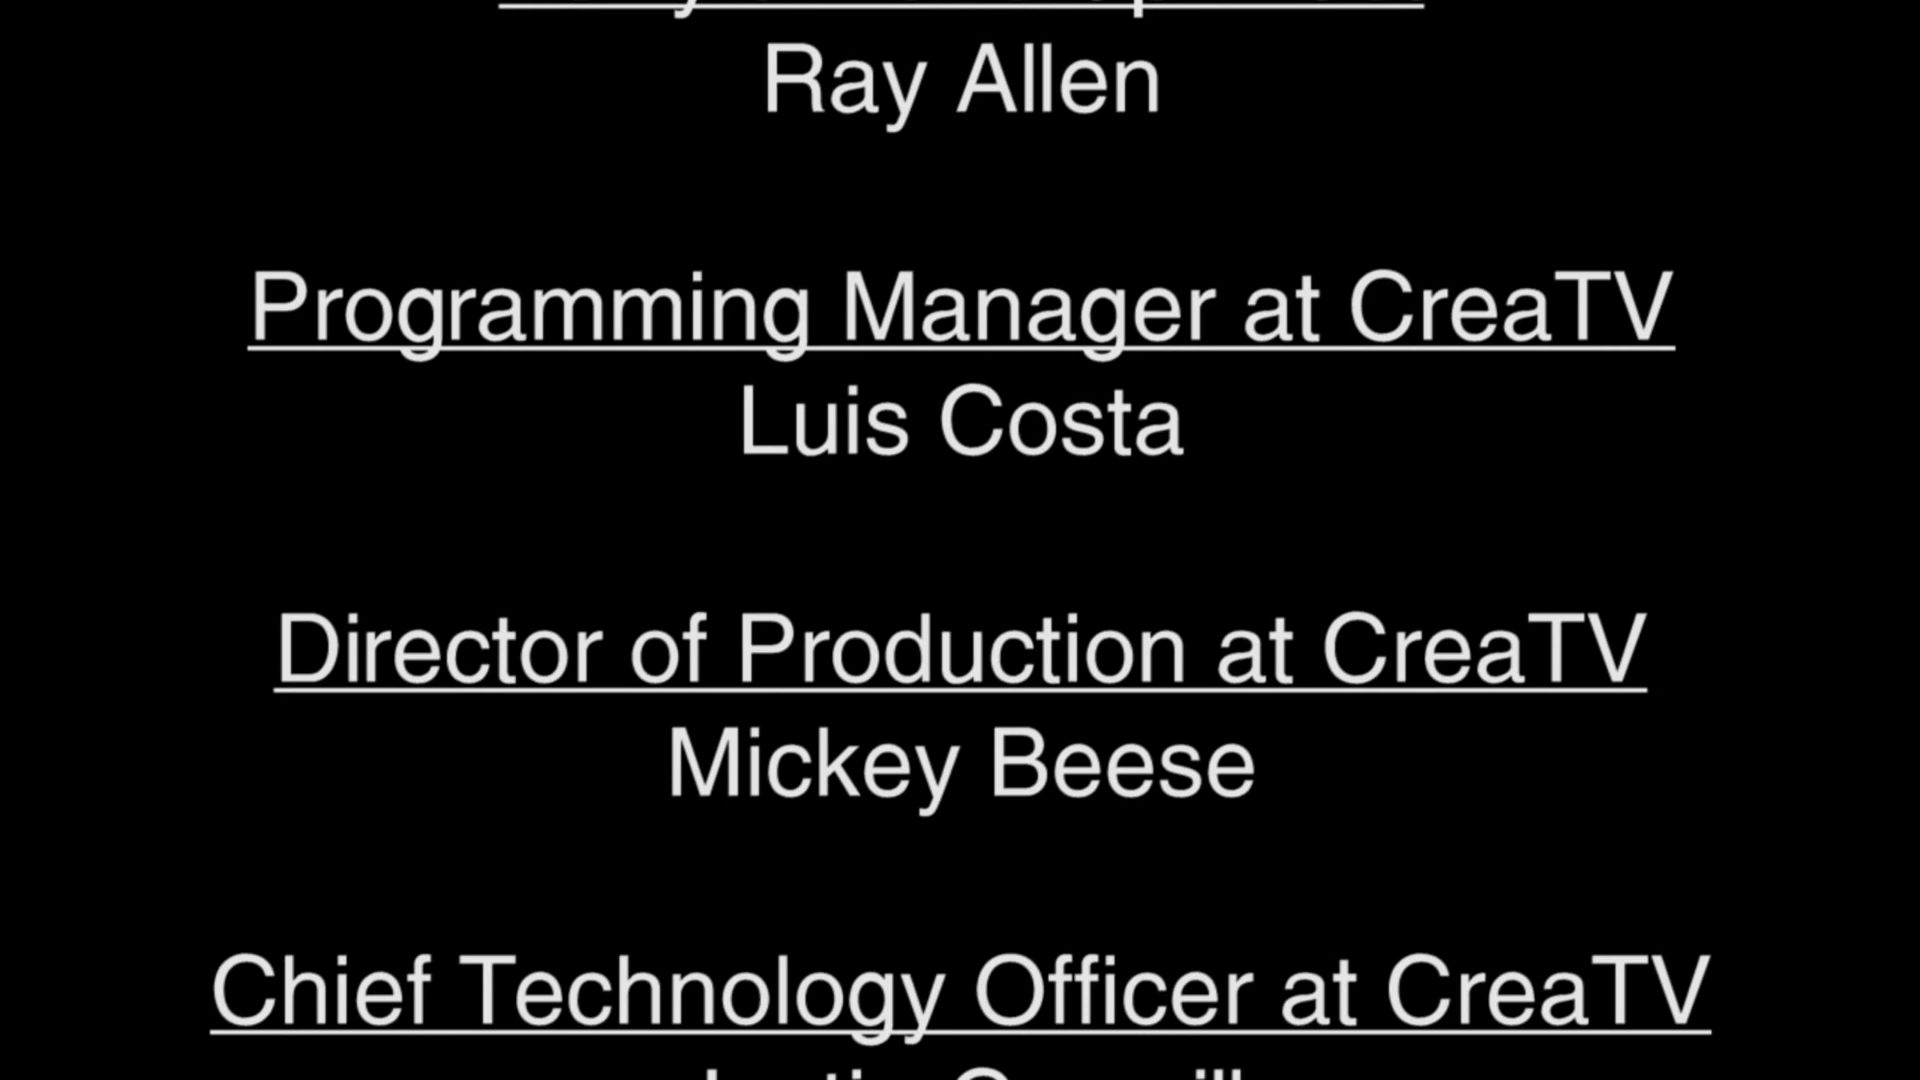 Ray Allen
Programming Manager at CreaTV
Luis Costa
Director of Production at CreaTV
Mickey Beese
Chief Technology Officer at CreaTV